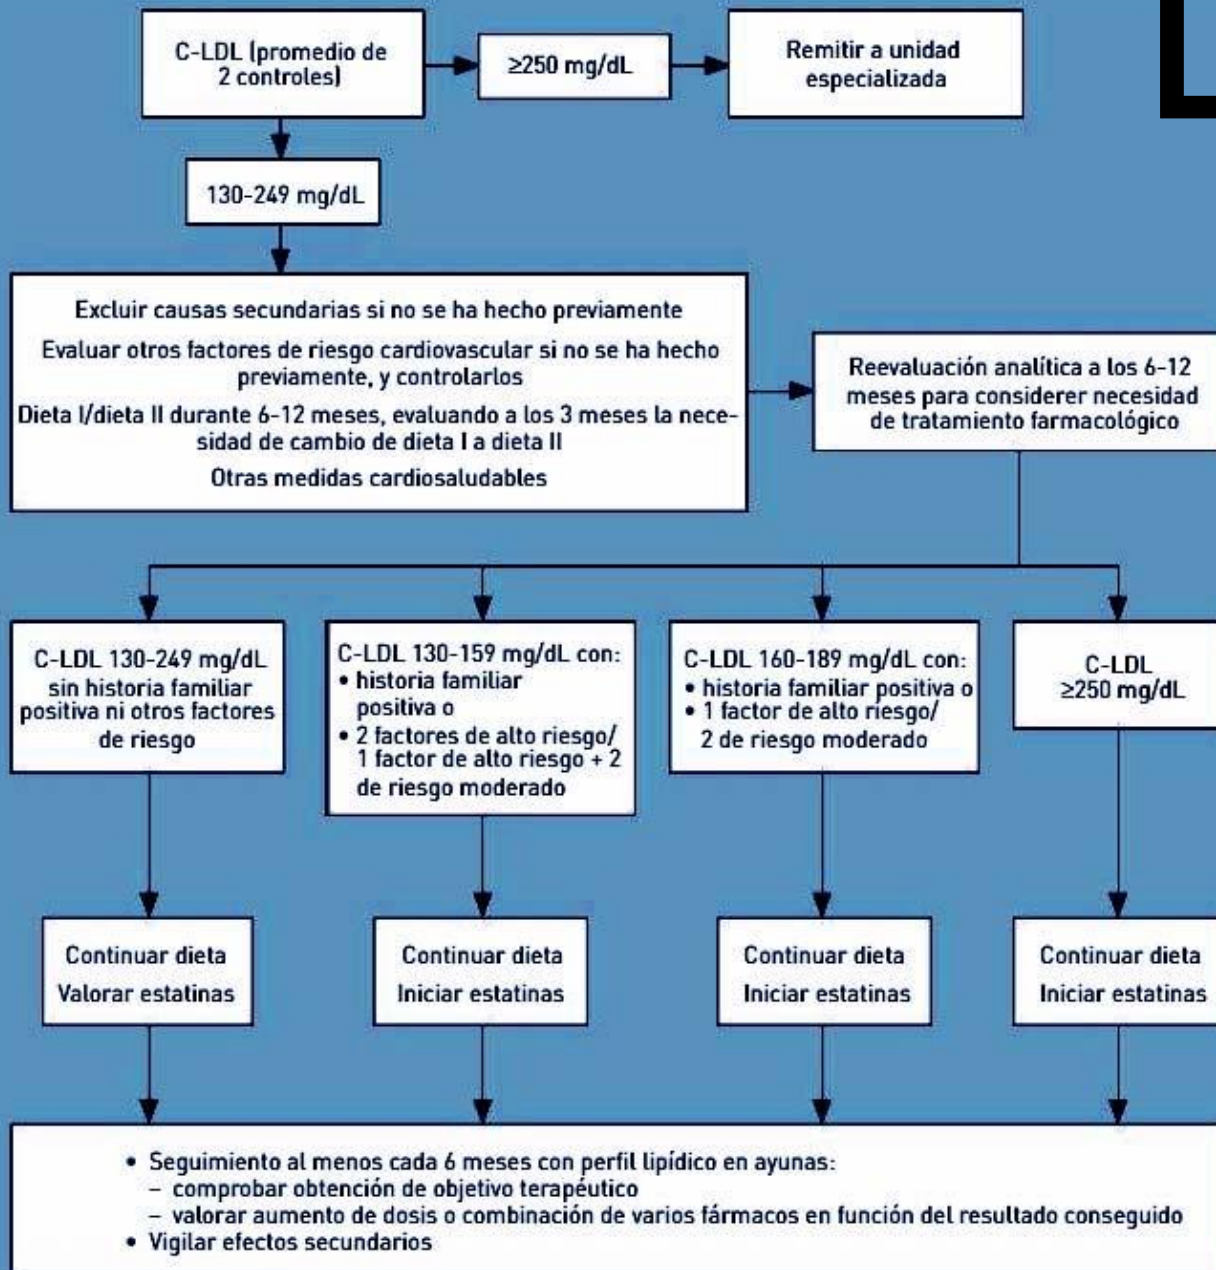 C-LDL (promedio de
2 controles)
≥250 mg/dL
Remitir a unidad
especializada
130-249 mg/dL
Excluir causas secundarias si no se ha hecho previamente
Evaluar otros factores de riesgo cardiovascular si no se ha hecho
previamente, y controlarlos
Dieta I/dieta II durante 6-12 meses, evaluando a los 3 meses la nece-
sidad de cambio de dieta I a dieta II
Otras medidas cardiosaludables
Reevaluación analítica a los 6-12
meses para considerer necesidad
de tratamiento farmacológico
C-LDL 130-249 mg/dL
sin historia familiar
positiva ni otros factores
de riesgo
C-LDL 130-159 mg/dL con:
• historia familiar
positiva o
• 2 factores de alto riesgo/
1 factor de alto riesgo + 2
de riesgo moderado
C-LDL 160-189 mg/dL con:
• historia familiar positiva o
• 1 factor de alto riesgo/
2 de riesgo moderado
C-LDL
≥250 mg/dL
Continuar dieta
Valorar estatinas
Continuar dieta
Iniciar estatinas
Continuar dieta
Iniciar estatinas
Continuar dieta
Iniciar estatinas
• Seguimiento al menos cada 6 meses con perfil lipídico en ayunas:
– comprobar obtención de objetivo terapéutico
– valorar aumento de dosis o combinación de varios fármacos en función del resultado conseguido
• Vigilar efectos secundarios